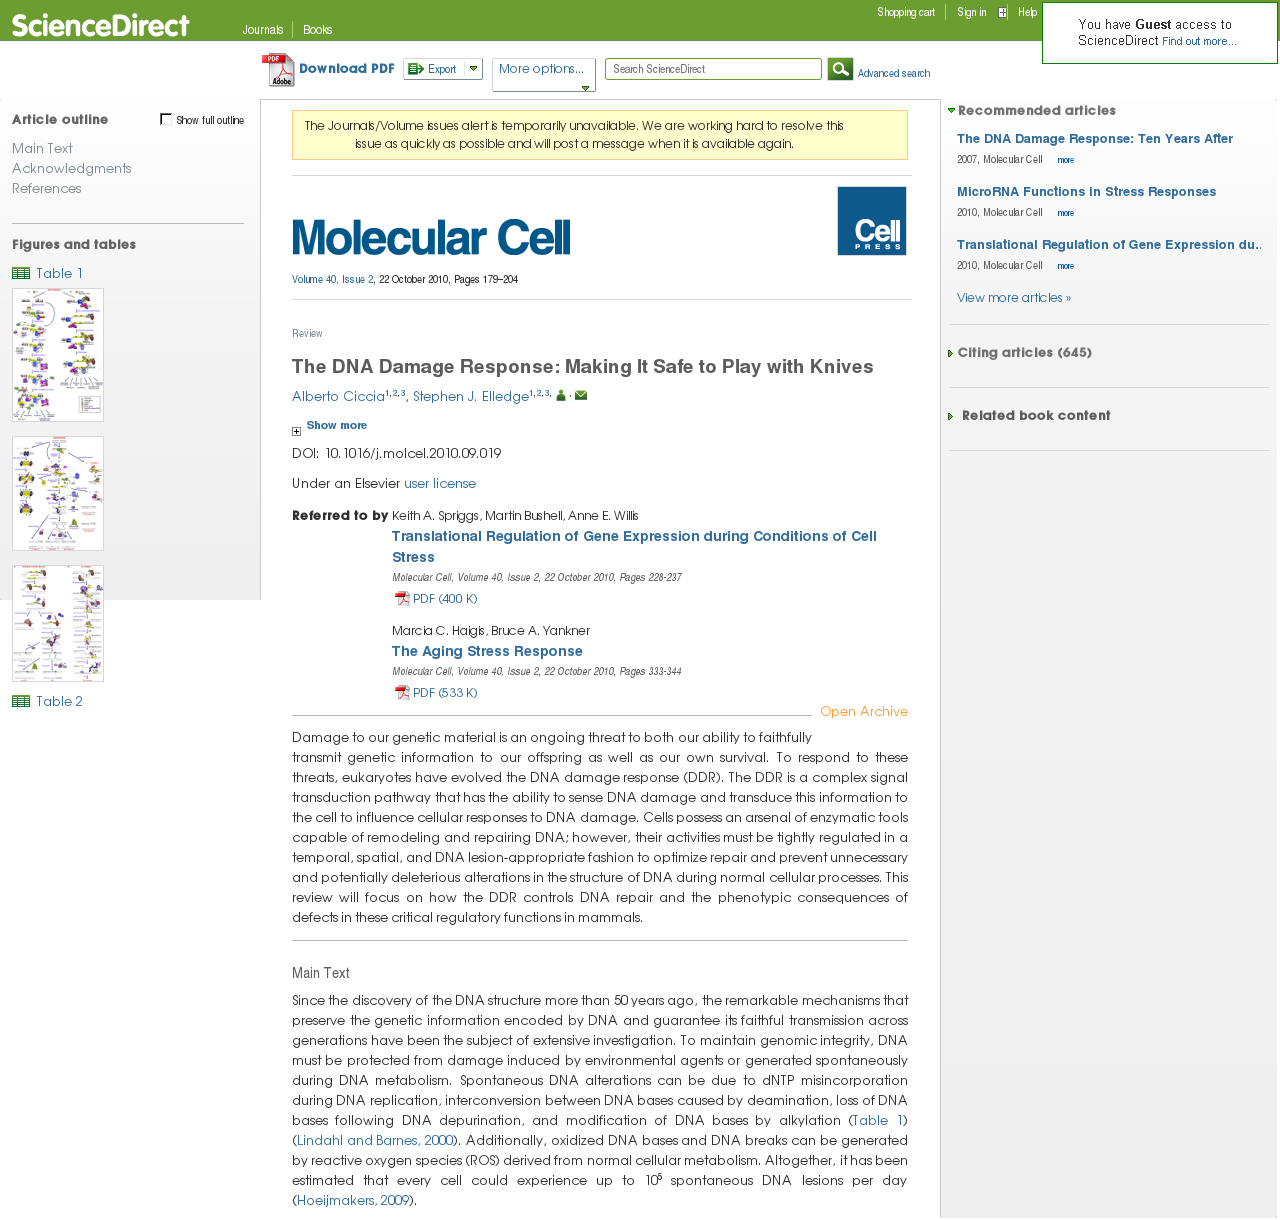 ScienceDirect
Journals
Books
Shopping cart
Sign in
Help
You have Guest access to
ScienceDirect Find out more...
Download PDF
Export
More options...
Search ScienceDirect
Advanced search
Article outline
Show full outline
Main Text
Acknowledgments
References
Figures and tables
Table 1
Table 2
The Journals/Volume issues alert is temporarily unavailable. We are working hard to resolve this
issue as quickly as possible and will post a message when it is available again.
Molecular Cell
Cell
PRESS
Volume 40, Issue 2, 22 October 2010, Pages 179–204
Review
The DNA Damage Response: Making It Safe to Play with Knives
Alberto Ciccia1, 2, 3, Stephen J. Elledge1, 2, 3,
Show more
DOI: 10.1016/j.molcel.2010.09.019
Under an Elsevier user license
Referred to by Keith A. Spriggs, Martin Bushell, Anne E. Willis
Translational Regulation of Gene Expression during Conditions of Cell
Stress
Molecular Cell, Volume 40, Issue 2, 22 October 2010, Pages 228-237
PDF (400 K)
Marcia C. Haigis, Bruce A. Yankner
The Aging Stress Response
Molecular Cell, Volume 40, Issue 2, 22 October 2010, Pages 333-344
PDF (533 K)
Open Archive
Damage to our genetic material is an ongoing threat to both our ability to faithfully
transmit genetic information to our offspring as well as our own survival. To respond to these
threats, eukaryotes have evolved the DNA damage response (DDR). The DDR is a complex signal
transduction pathway that has the ability to sense DNA damage and transduce this information to
the cell to influence cellular responses to DNA damage. Cells possess an arsenal of enzymatic tools
capable of remodeling and repairing DNA; however, their activities must be tightly regulated in a
temporal, spatial, and DNA lesion-appropriate fashion to optimize repair and prevent unnecessary
and potentially deleterious alterations in the structure of DNA during normal cellular processes. This
review will focus on how the DDR controls DNA repair and the phenotypic consequences of
defects in these critical regulatory functions in mammals.
Main Text
Since the discovery of the DNA structure more than 50 years ago, the remarkable mechanisms that
preserve the genetic information encoded by DNA and guarantee its faithful transmission across
generations have been the subject of extensive investigation. To maintain genomic integrity, DNA
must be protected from damage induced by environmental agents or generated spontaneously
during DNA metabolism. Spontaneous DNA alterations can be due to dNTP misincorporation
during DNA replication, interconversion between DNA bases caused by deamination, loss of DNA
bases following DNA depurination, and modification of DNA bases by alkylation (Table 1)
(Lindahl and Barnes, 2000). Additionally, oxidized DNA bases and DNA breaks can be generated
by reactive oxygen species (ROS) derived from normal cellular metabolism. Altogether, it has been
estimated that every cell could experience up to 10⁵ spontaneous DNA lesions per day
(Hoeijmakers, 2009).
Recommended articles
The DNA Damage Response: Ten Years After
2007, Molecular Cell more
MicroRNA Functions in Stress Responses
2010, Molecular Cell more
Translational Regulation of Gene Expression du…
2010, Molecular Cell more
View more articles »
Citing articles (645)
Related book content